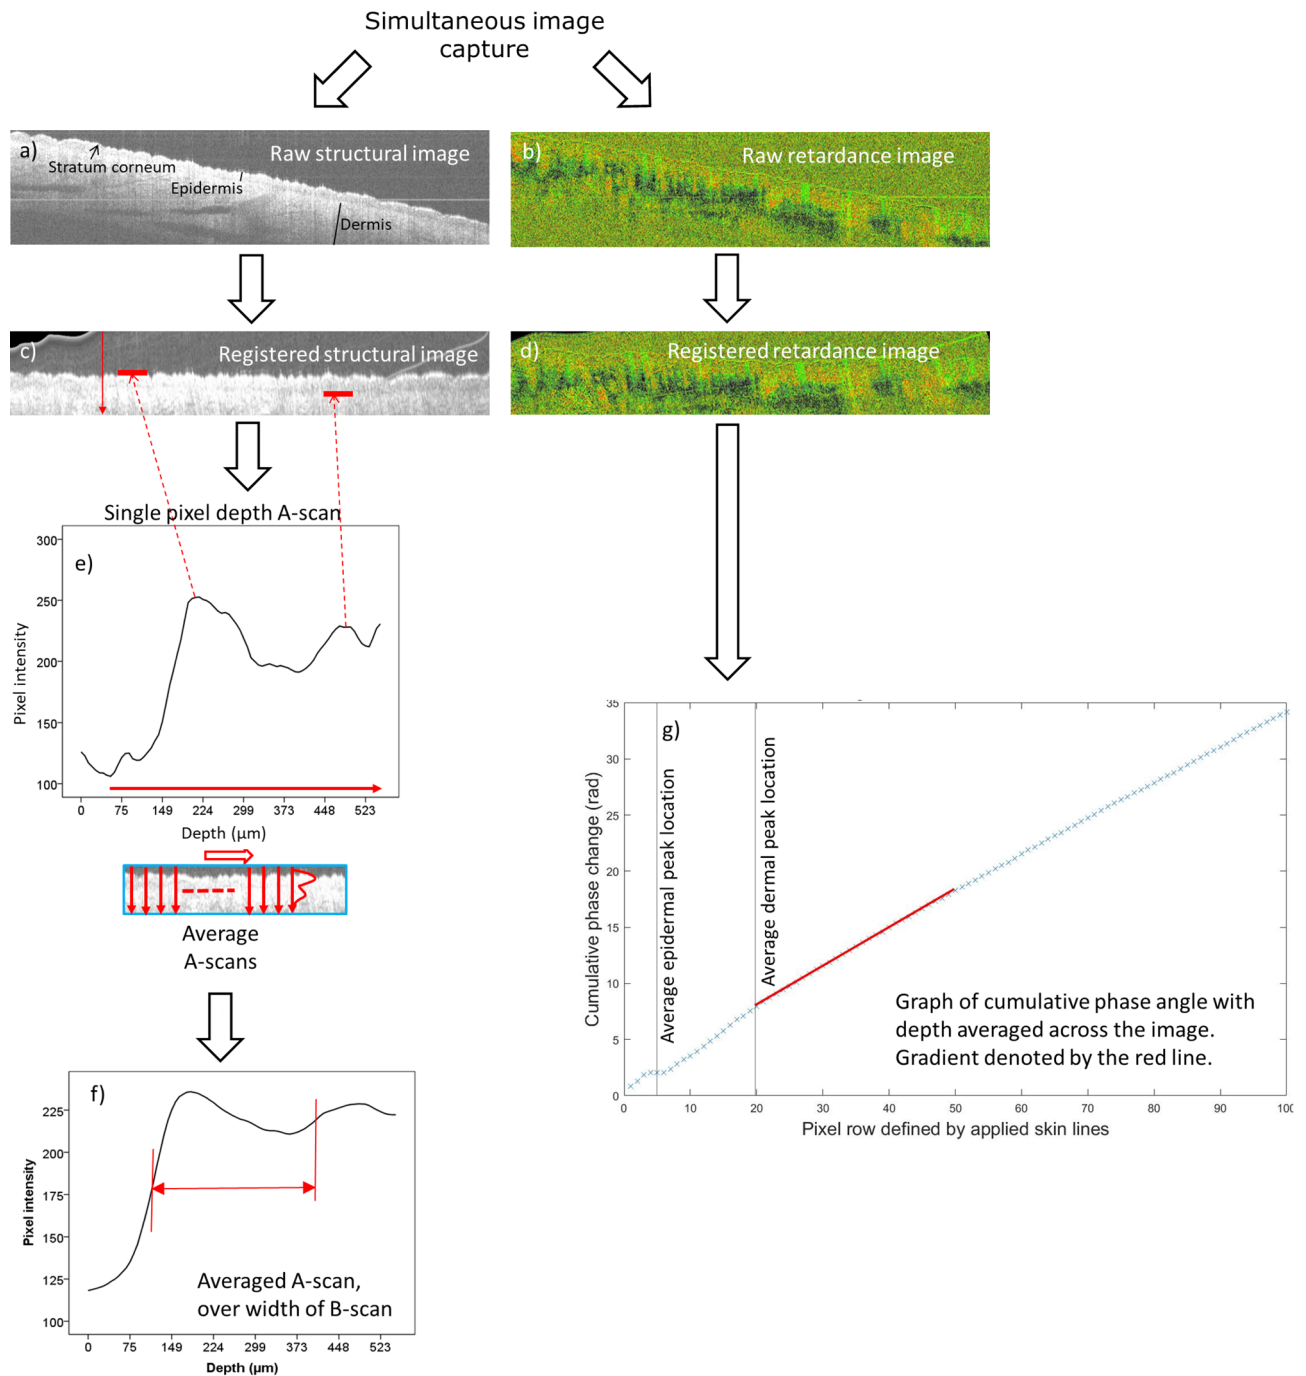 Simultaneous image
capture
a)
Raw structural image
Stratum corneum
Epidermis
Dermis
b)
Raw retardance image
c)
Registered structural image
d)
Registered retardance image
Single pixel depth A-scan
e)
300
250
200
150
100
Pixel intensity
0 75 149 224 299 373 448 523
Depth (µm)
Average
A-scans
f)
225
200
175
150
125
100
Pixel intensity
Averaged A-scan,
over width of B-scan
0 75 149 224 299 373 448 523
Depth (µm)
g)
35
30
25
20
15
10
5
0
Cumulative phase change (rad)
Average epidermal peak location
Average dermal peak location
Graph of cumulative phase angle with
depth averaged across the image.
Gradient denoted by the red line.
0 10 20 30 40 50 60 70 80 90 100
Pixel row defined by applied skin lines